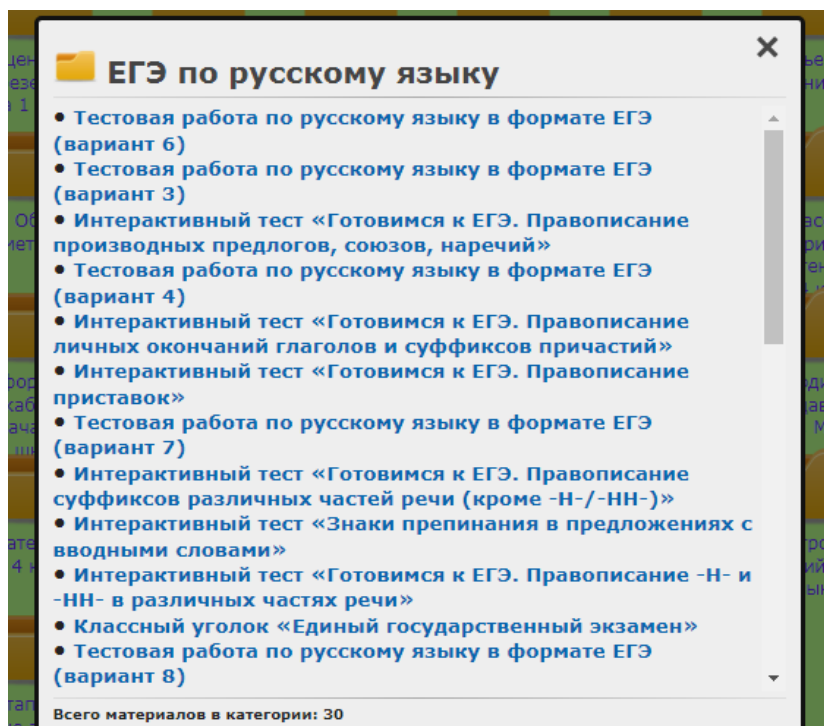 ЕГЭ по русскому языку
• Тестовая работа по русскому языку в формате ЕГЭ
(вариант 6)
• Тестовая работа по русскому языку в формате ЕГЭ
(вариант 3)
• Интерактивный тест «Готовимся к ЕГЭ. Правописание
производных предлогов, союзов, наречий»
• Тестовая работа по русскому языку в формате ЕГЭ
(вариант 4)
• Интерактивный тест «Готовимся к ЕГЭ. Правописание
личных окончаний глаголов и суффиксов причастий»
• Интерактивный тест «Готовимся к ЕГЭ. Правописание
приставок»
• Тестовая работа по русскому языку в формате ЕГЭ
(вариант 7)
• Интерактивный тест «Готовимся к ЕГЭ. Правописание
суффиксов различных частей речи (кроме -Н-/-НН-)»
• Интерактивный тест «Знаки препинания в предложениях с
вводными словами»
• Интерактивный тест «Готовимся к ЕГЭ. Правописание -Н- и
-НН- в различных частях речи»
• Классный уголок «Единый государственный экзамен»
• Тестовая работа по русскому языку в формате ЕГЭ
(вариант 8)
Всего материалов в категории: 30